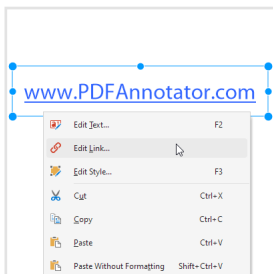 www.PDFAnnotator.com
Edit Text... F2
Edit Link...
Edit Style... F3
Cut Ctrl+X
Copy Ctrl+C
Paste Ctrl+V
Paste Without Formatting Shift+Ctrl+V